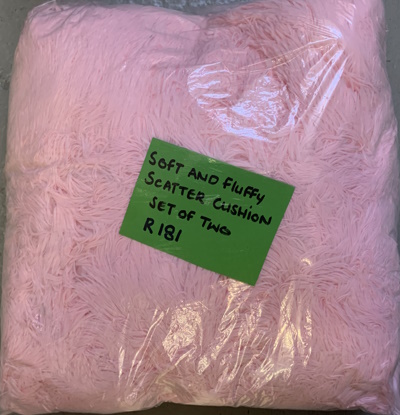 SOFT AND FLUFFY
SCATTER CUSHION
SET OF TWO
R181